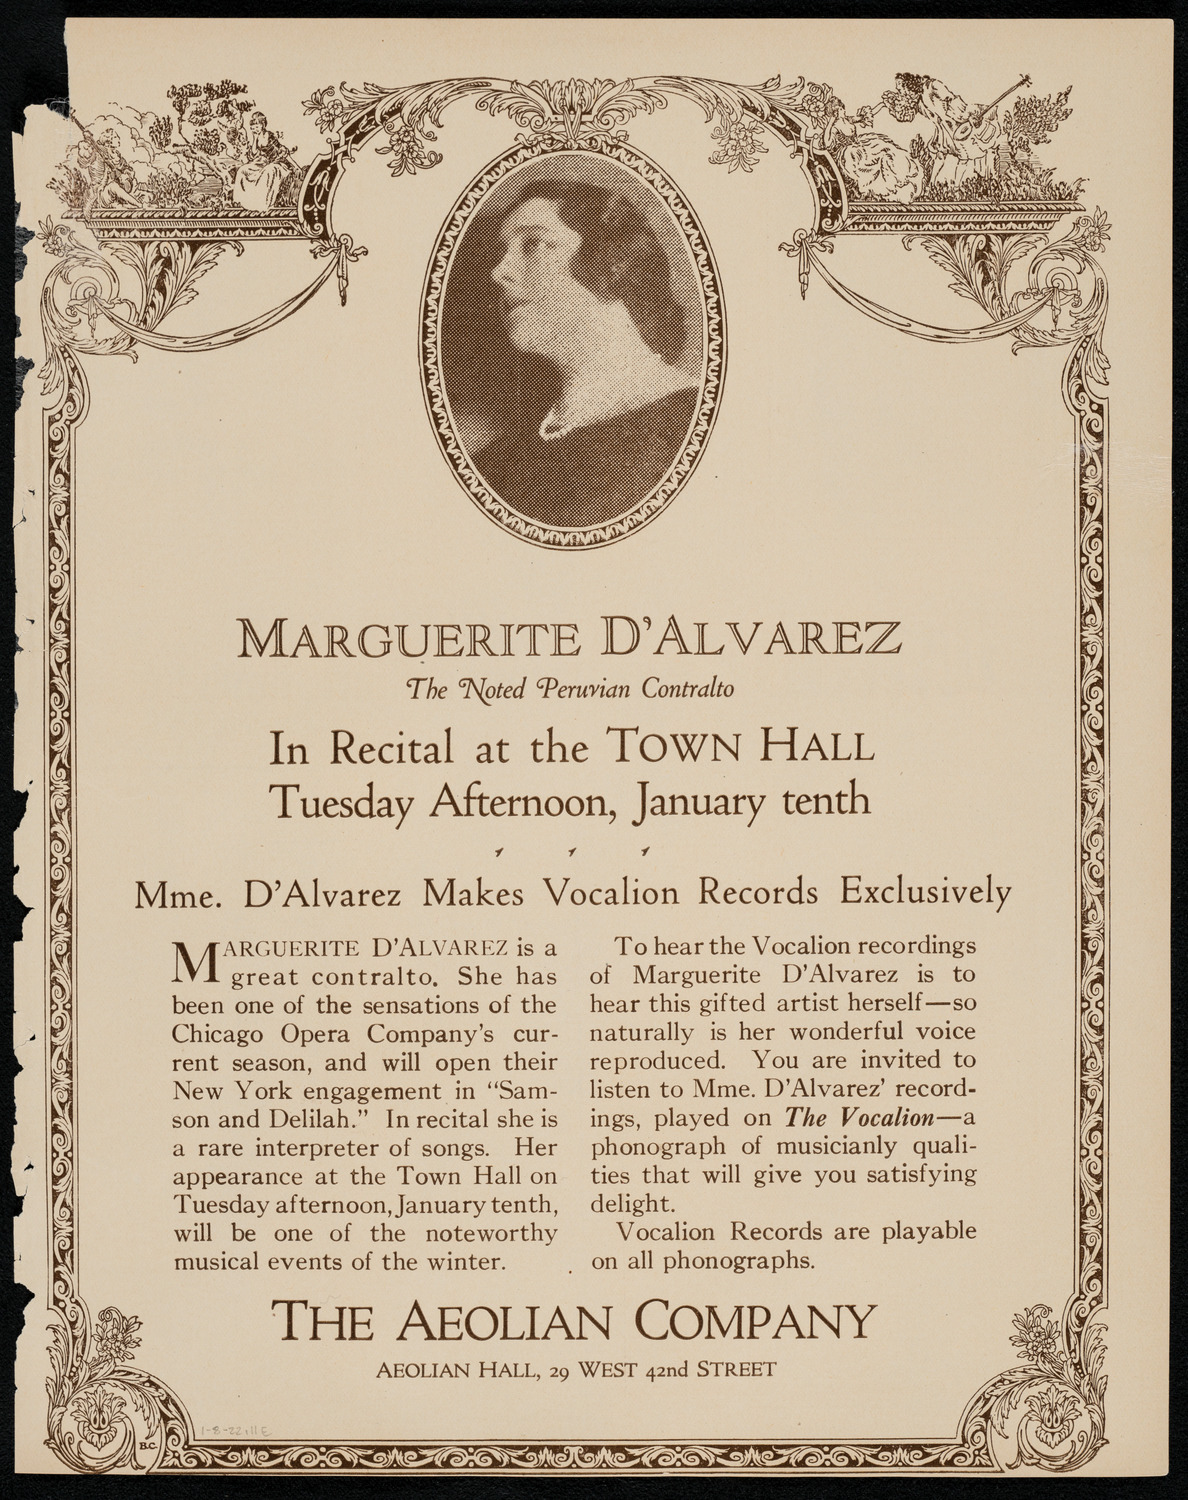 MARGUERITE D'ALVAREZ
The Noted Peruvian Contralto
In Recital at the TOWN HALL
Tuesday Afternoon, January tenth
Mme. D'Alvarez Makes Vocalion Records Exclusively
MARGUERITE D'ALVAREZ is a
great contralto. She has
been one of the sensations of the
Chicago Opera Company's cur-
rent season, and will open their
New York engagement in "Sam-
son and Delilah." In recital she is
a rare interpreter of songs. Her
appearance at the Town Hall on
Tuesday afternoon, January tenth,
will be one of the noteworthy
musical events of the winter.
To hear the Vocalion recordings
of Marguerite D'Alvarez is to
hear this gifted artist herself—so
naturally is her wonderful voice
reproduced. You are invited to
listen to Mme. D'Alvarez' record-
ings, played on The Vocalion—a
phonograph of musicianly quali-
ties that will give you satisfying
delight.
Vocalion Records are playable
on all phonographs.
THE AEOLIAN COMPANY
AEOLIAN HALL, 29 WEST 42nd STREET
B.C.
1-8-22:11E